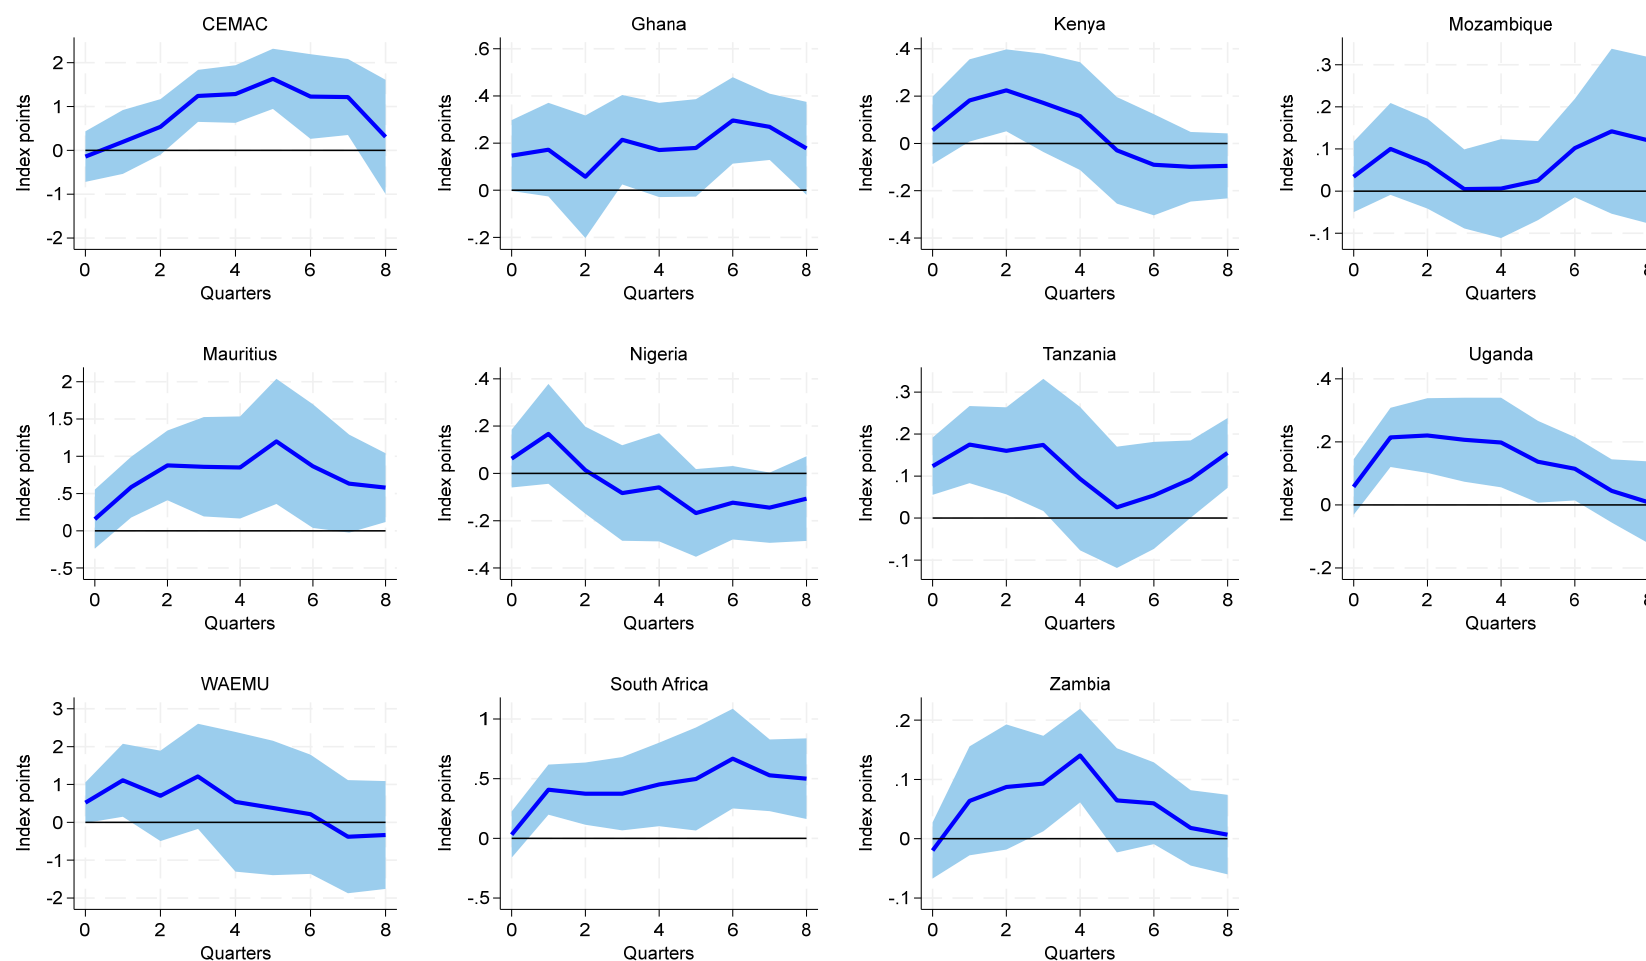 CEMAC
Index points
2
1
0
-1
-2
0 2 4 6 8
Quarters
Ghana
Index points
.6
.4
.2
0
-.2
0 2 4 6 8
Quarters
Kenya
Index points
.4
.2
0
-.2
-.4
0 2 4 6 8
Quarters
Mozambique
Index points
.3
.2
.1
0
-.1
0 2 4 6
Quarters
Mauritius
Index points
2
1.5
1
.5
0
-.5
0 2 4 6 8
Quarters
Nigeria
Index points
.4
.2
0
-.2
-.4
0 2 4 6 8
Quarters
Tanzania
Index points
.3
.2
.1
0
-.1
0 2 4 6 8
Quarters
Uganda
Index points
.4
.2
0
-.2
0 2 4 6
Quarters
WAEMU
Index points
3
2
1
0
-1
-2
0 2 4 6 8
Quarters
South Africa
Index points
1
.5
0
-.5
0 2 4 6 8
Quarters
Zambia
Index points
.2
.1
0
-.1
0 2 4 6 8
Quarters